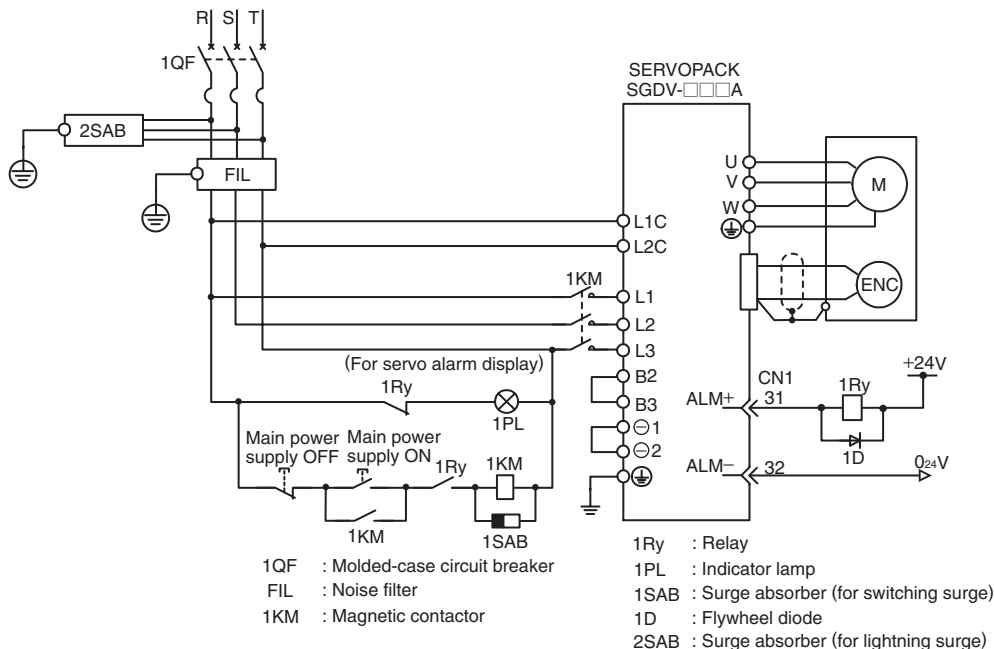 R S T
1QF
2SAB
FIL
SERVOPACK
SGDV-□□□A
U
V
W
M
ENC
L1C
L2C
1KM
L1
L2
L3
(For servo alarm display)
1Ry
1PL
B2
B3
⊖1
⊖2
Main power
supply OFF
Main power
supply ON
1Ry
1KM
1KM
1SAB
CN1
ALM+
31
1Ry
+24V
1D
ALM−
32
024V
1QF : Molded-case circuit breaker
FIL : Noise filter
1KM : Magnetic contactor
1Ry : Relay
1PL : Indicator lamp
1SAB : Surge absorber (for switching surge)
1D : Flywheel diode
2SAB : Surge absorber (for lightning surge)